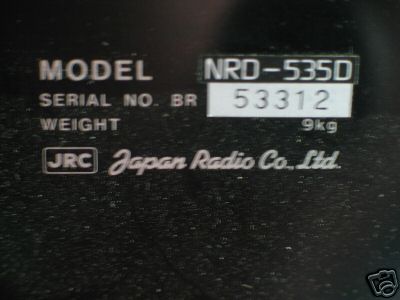 MODEL NRD-535D
SERIAL NO. BR 53312
WEIGHT 9kg
JRC Japan Radio Co., Ltd.